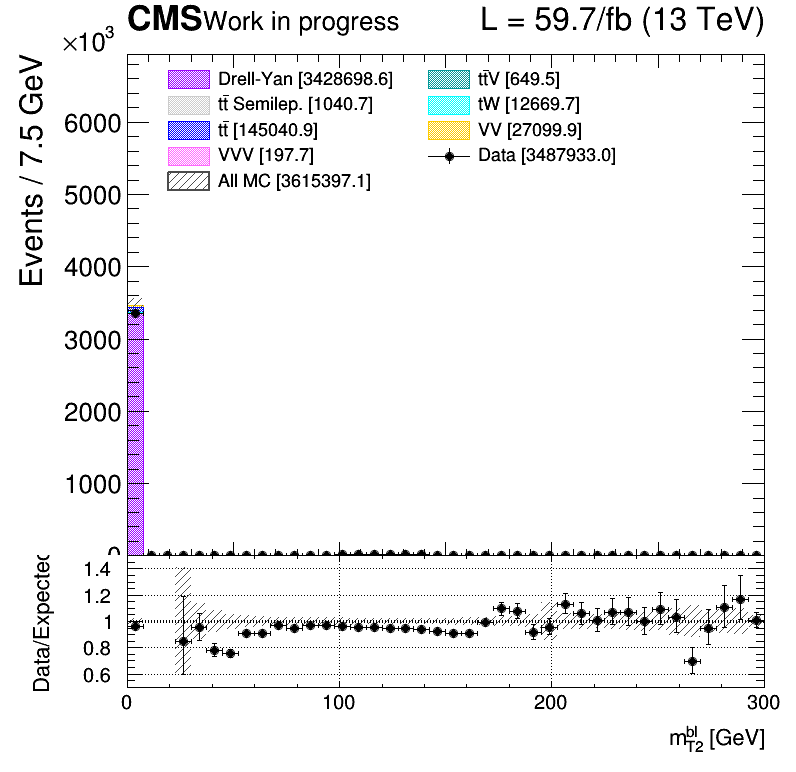 CMS Work in progress L = 59.7/fb (13 TeV)
×10³
Events / 7.5 GeV
Drell-Yan [3428698.6]
tt̄ Semilep. [1040.7]
tt̄ [145040.9]
VVV [197.7]
All MC [3615397.1]
tt̄V [649.5]
tW [12669.7]
VV [27099.9]
Data [3487933.0]
6000
5000
4000
3000
2000
1000
0
Data/Expected
1.4
1.2
1
0.8
0.6
0 100 200 300
m_{T2}^{bl} [GeV]